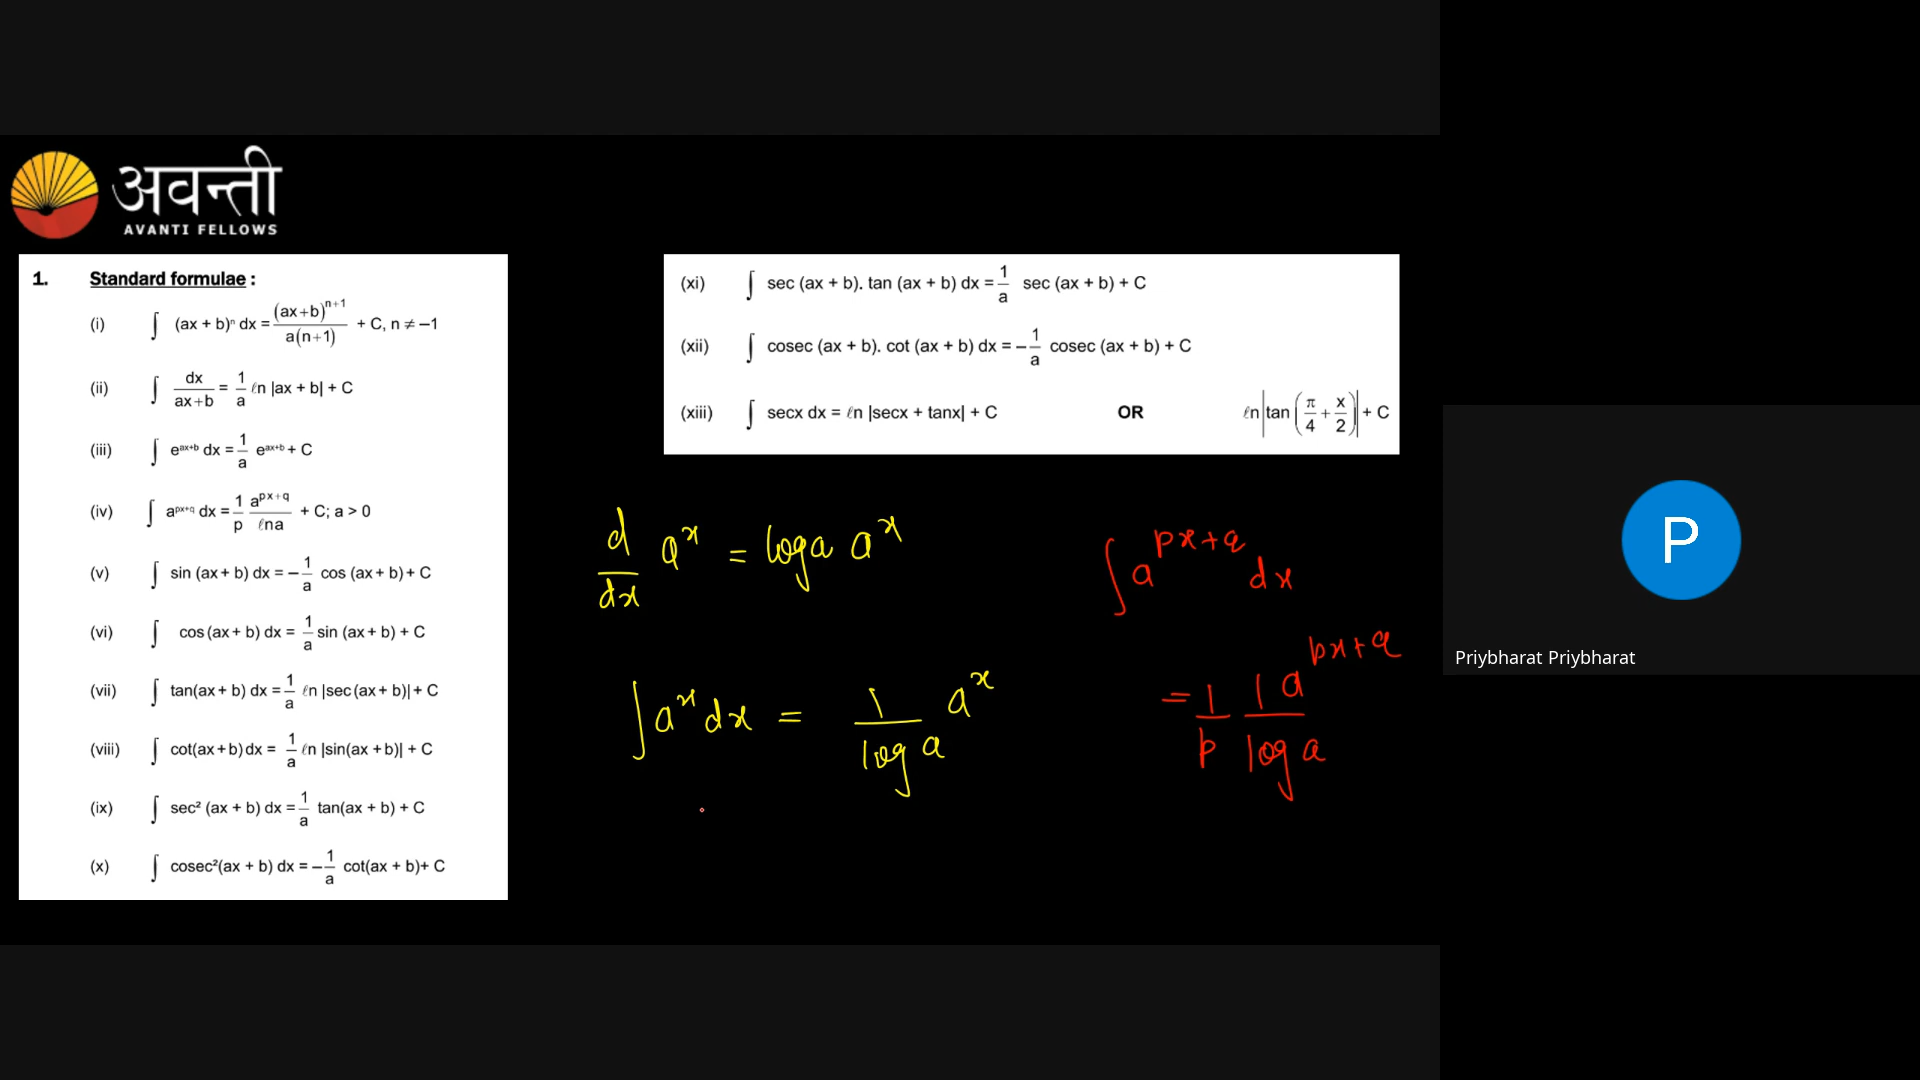 अवन्ती
AVANTI FELLOWS
1. Standard formulae :
(i) ∫ (ax + b)ⁿ dx = (ax+b)ⁿ⁺¹ / a(n+1) + C, n ≠ −1
(ii) ∫ dx / ax+b = 1/a ℓn |ax + b| + C
(iii) ∫ e^(ax+b) dx = 1/a e^(ax+b) + C
(iv) ∫ a^(px+q) dx = 1/p a^(px+q) / ℓna + C; a > 0
(v) ∫ sin (ax + b) dx = − 1/a cos (ax + b) + C
(vi) ∫ cos (ax + b) dx = 1/a sin (ax + b) + C
(vii) ∫ tan(ax + b) dx = 1/a ℓn |sec (ax + b)| + C
(viii) ∫ cot(ax + b) dx = 1/a ℓn |sin(ax + b)| + C
(ix) ∫ sec² (ax + b) dx = 1/a tan(ax + b) + C
(x) ∫ cosec²(ax + b) dx = − 1/a cot(ax + b)+ C
(xi) ∫ sec (ax + b). tan (ax + b) dx = 1/a sec (ax + b) + C
(xii) ∫ cosec (ax + b). cot (ax + b) dx = − 1/a cosec (ax + b) + C
(xiii) ∫ secx dx = ℓn |secx + tanx| + C OR ℓn |tan (π/4 + x/2)| + C
d/dx a^x = log a a^x
∫ a^x dx = 1/log a a^x
∫ a^(px+q) dx
= 1/p 1/log a a^(px+q)
P
Priybharat Priybharat